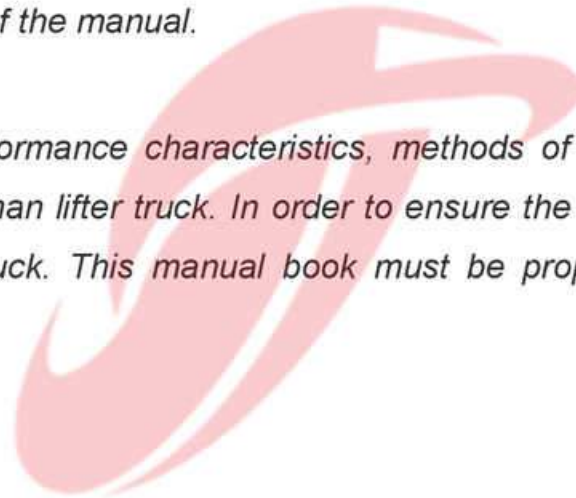 f the manual.
ormance characteristics, methods of
an lifter truck. In order to ensure the
uck. This manual book must be prop